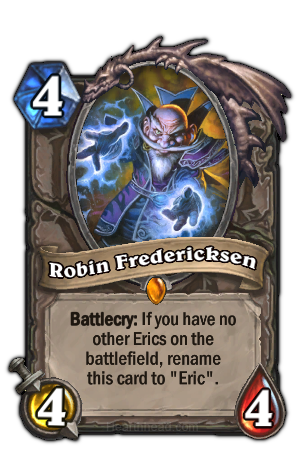 4
Robin Fredericksen
Battlecry: If you have no
other Erics on the
battlefield, rename
this card to "Eric".
4
4